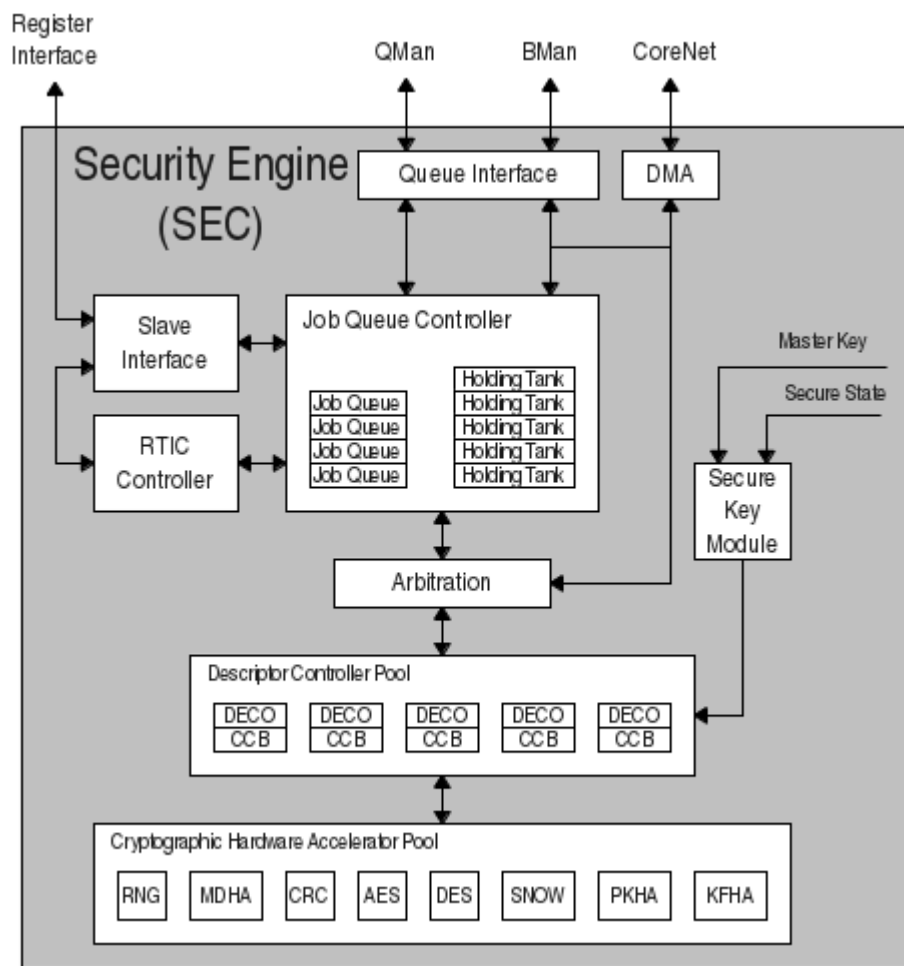 Register
Interface
QMan
BMan
CoreNet
Security Engine
(SEC)
Queue Interface
DMA
Slave
Interface
Job Queue Controller
Master Key
Secure State
Holding Tank
Job Queue
Holding Tank
Job Queue
Holding Tank
Job Queue
Holding Tank
Job Queue
Holding Tank
RTIC
Controller
Secure
Key
Module
Arbitration
Descriptor Controller Pool
DECO
CCB
DECO
CCB
DECO
CCB
DECO
CCB
DECO
CCB
Cryptographic Hardware Accelerator Pool
RNG
MDHA
CRC
AES
DES
SNOW
PKHA
KFHA